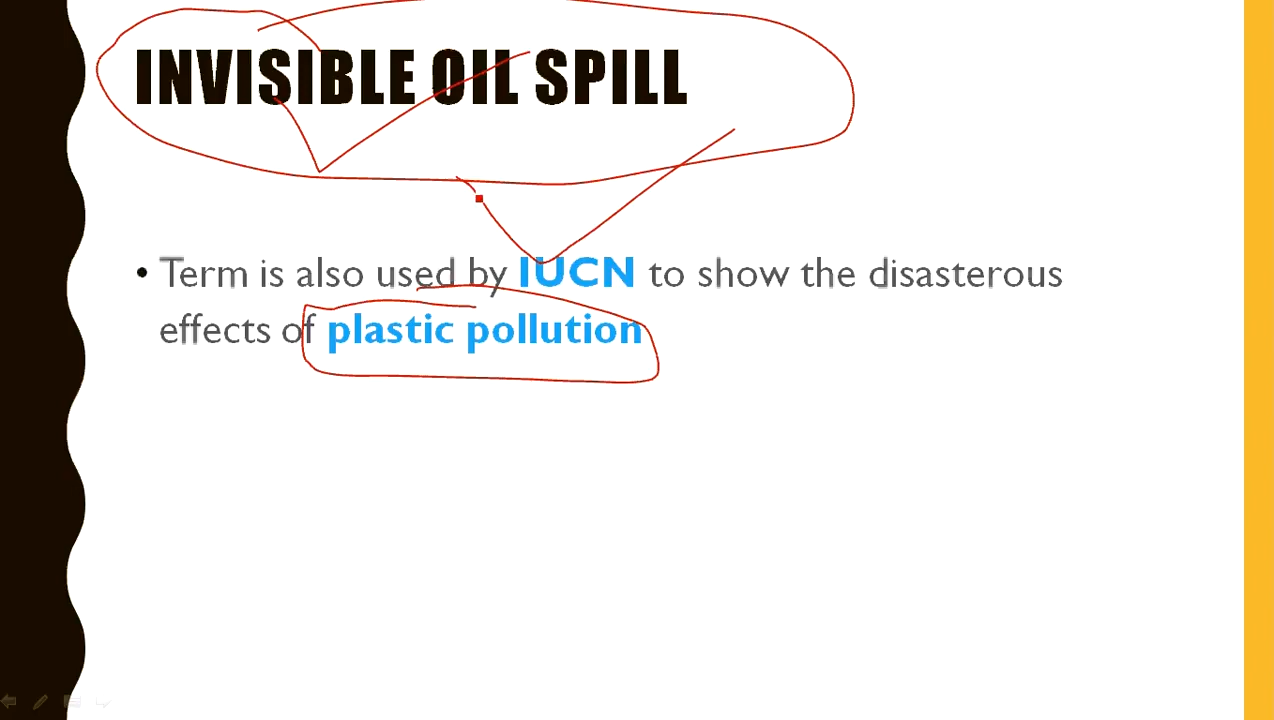 INVISIBLE OIL SPILL
• Term is also used by IUCN to show the disasterous
effects of plastic pollution